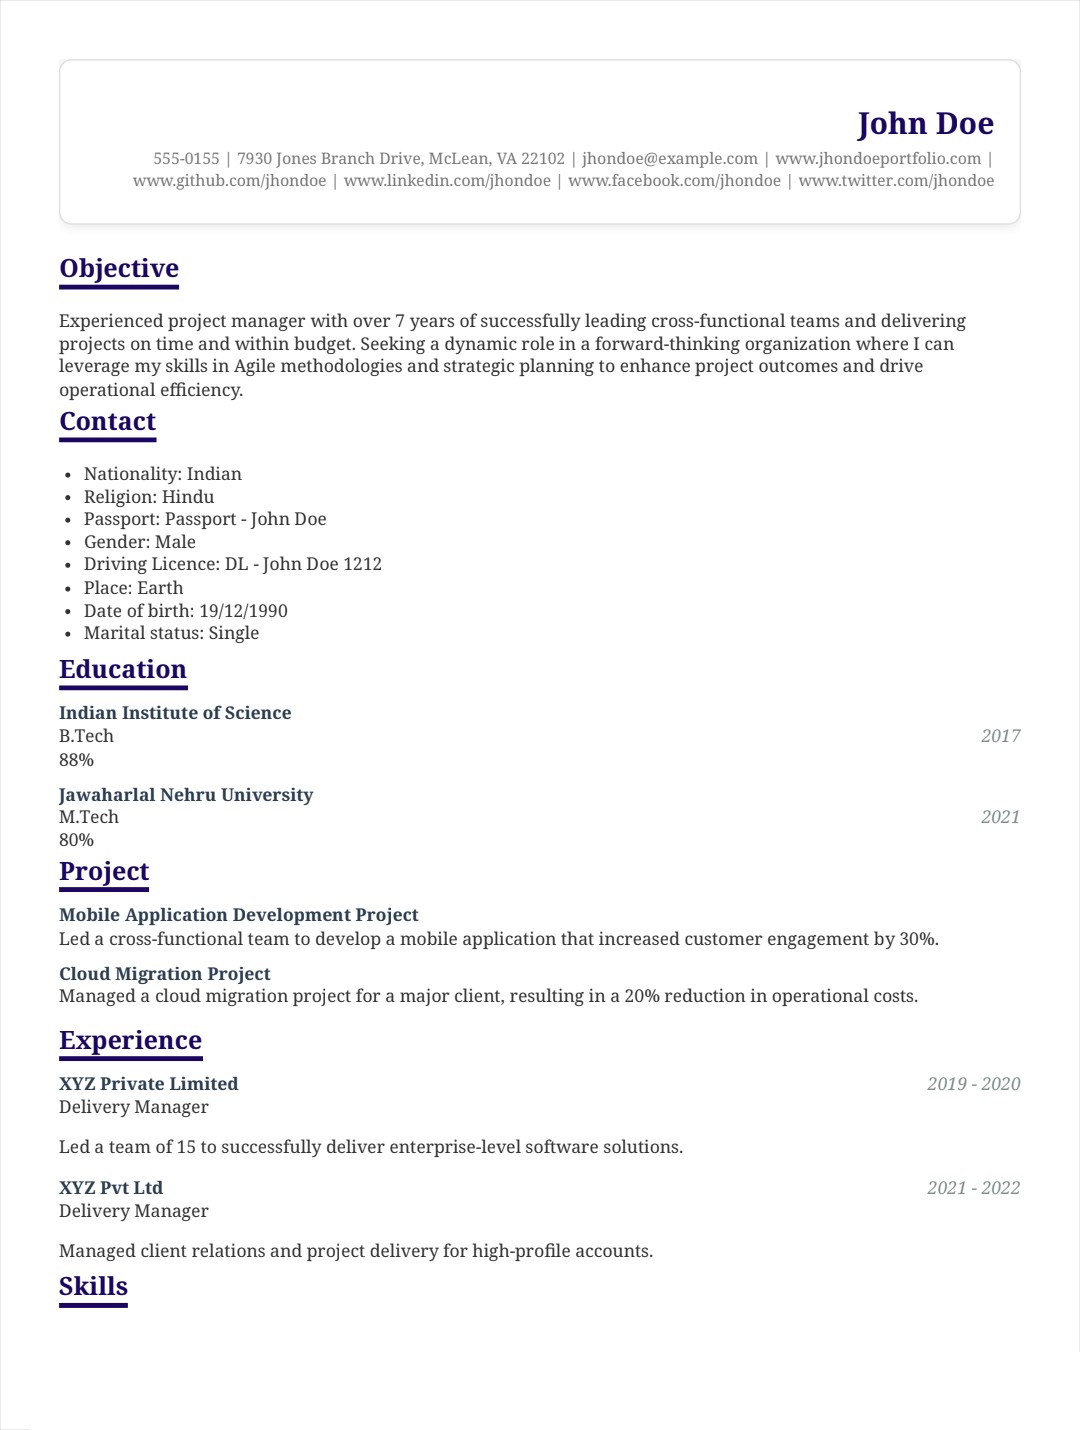 John Doe
555-0155 | 7930 Jones Branch Drive, McLean, VA 22102 | jhondoe@example.com | www.jhondoeportfolio.com |
www.github.com/jhondoe | www.linkedin.com/jhondoe | www.facebook.com/jhondoe | www.twitter.com/jhondoe
Objective
Experienced project manager with over 7 years of successfully leading cross-functional teams and delivering
projects on time and within budget. Seeking a dynamic role in a forward-thinking organization where I can
leverage my skills in Agile methodologies and strategic planning to enhance project outcomes and drive
operational efficiency.
Contact
• Nationality: Indian
• Religion: Hindu
• Passport: Passport - John Doe
• Gender: Male
• Driving Licence: DL - John Doe 1212
• Place: Earth
• Date of birth: 19/12/1990
• Marital status: Single
Education
Indian Institute of Science
B.Tech 2017
88%
Jawaharlal Nehru University
M.Tech 2021
80%
Project
Mobile Application Development Project
Led a cross-functional team to develop a mobile application that increased customer engagement by 30%.
Cloud Migration Project
Managed a cloud migration project for a major client, resulting in a 20% reduction in operational costs.
Experience
XYZ Private Limited 2019 - 2020
Delivery Manager
Led a team of 15 to successfully deliver enterprise-level software solutions.
XYZ Pvt Ltd 2021 - 2022
Delivery Manager
Managed client relations and project delivery for high-profile accounts.
Skills